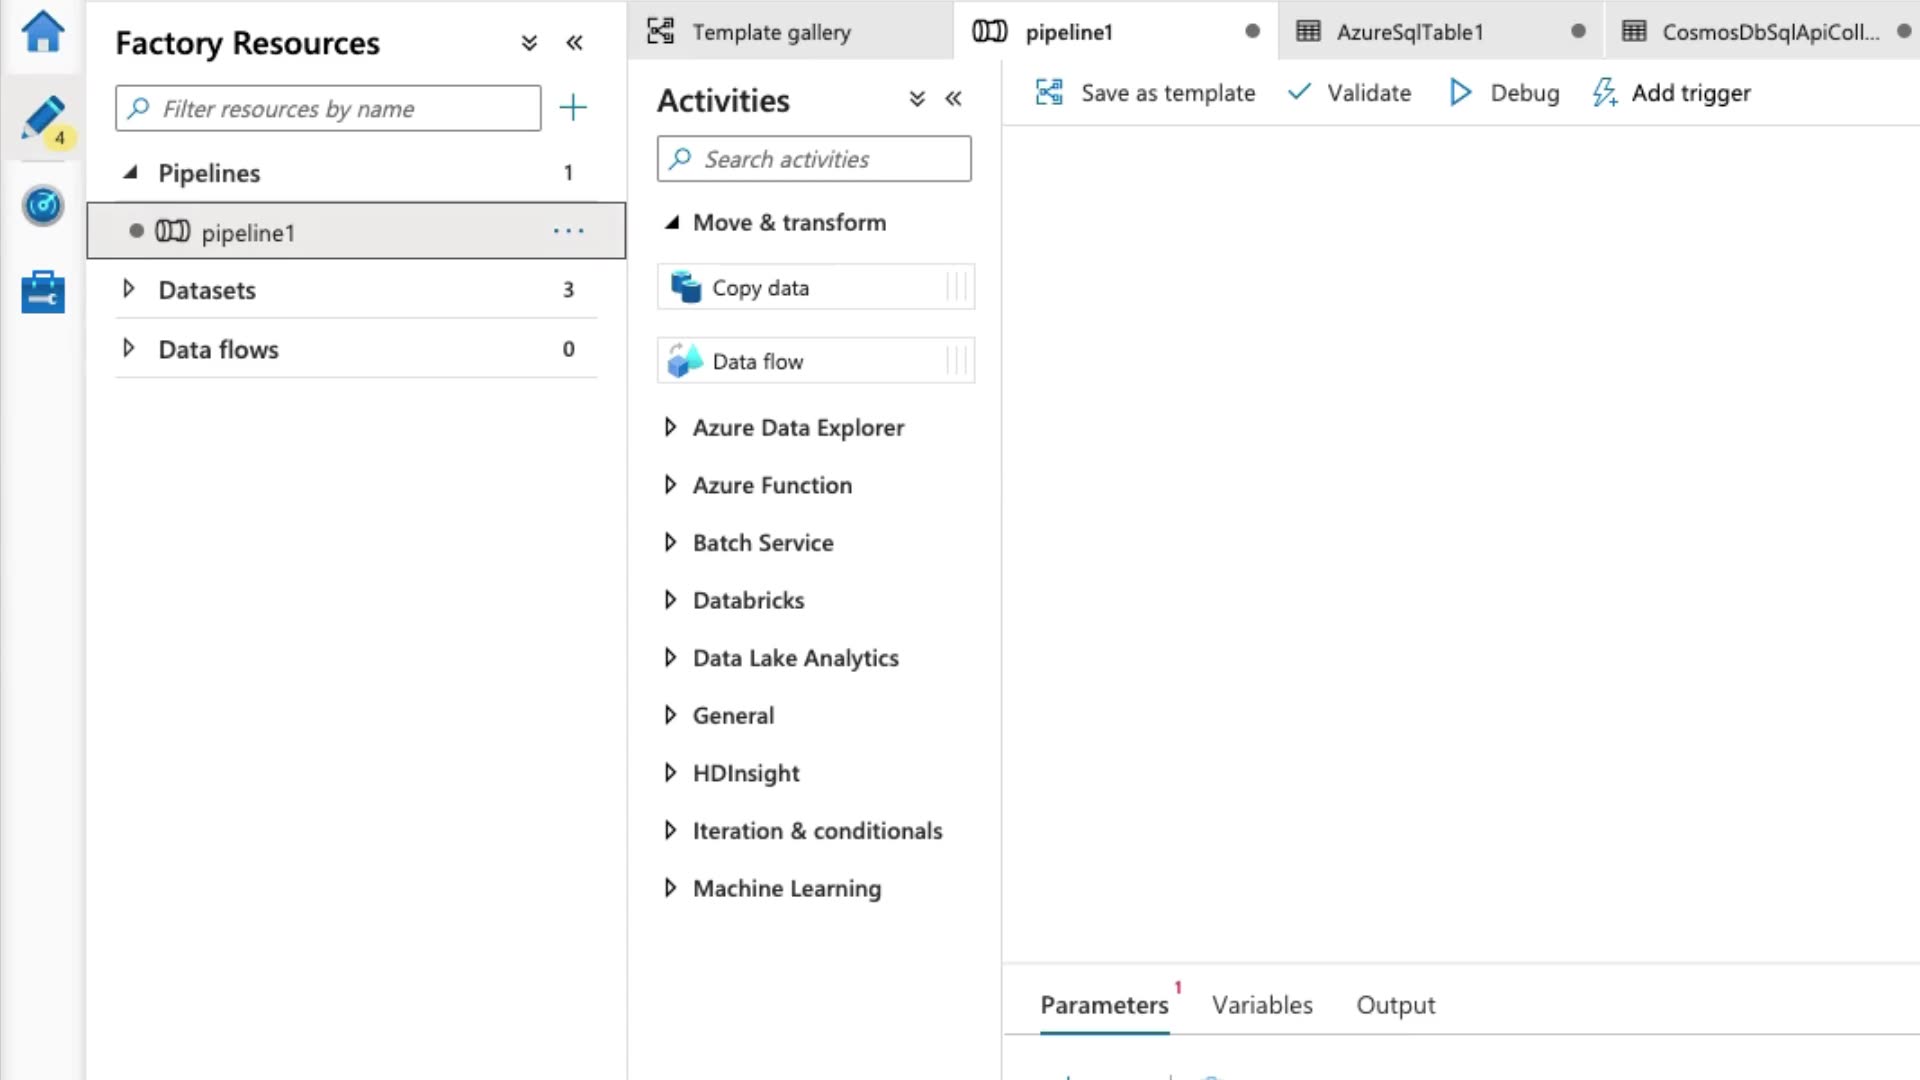 4
Factory Resources
Filter resources by name
Pipelines 1
pipeline1
Datasets 3
Data flows 0
Template gallery
pipeline1
AzureSqlTable1
CosmosDbSqlApiColl...
Activities
Search activities
Move & transform
Copy data
Data flow
Azure Data Explorer
Azure Function
Batch Service
Databricks
Data Lake Analytics
General
HDInsight
Iteration & conditionals
Machine Learning
Save as template
Validate
Debug
Add trigger
Parameters 1
Variables
Output